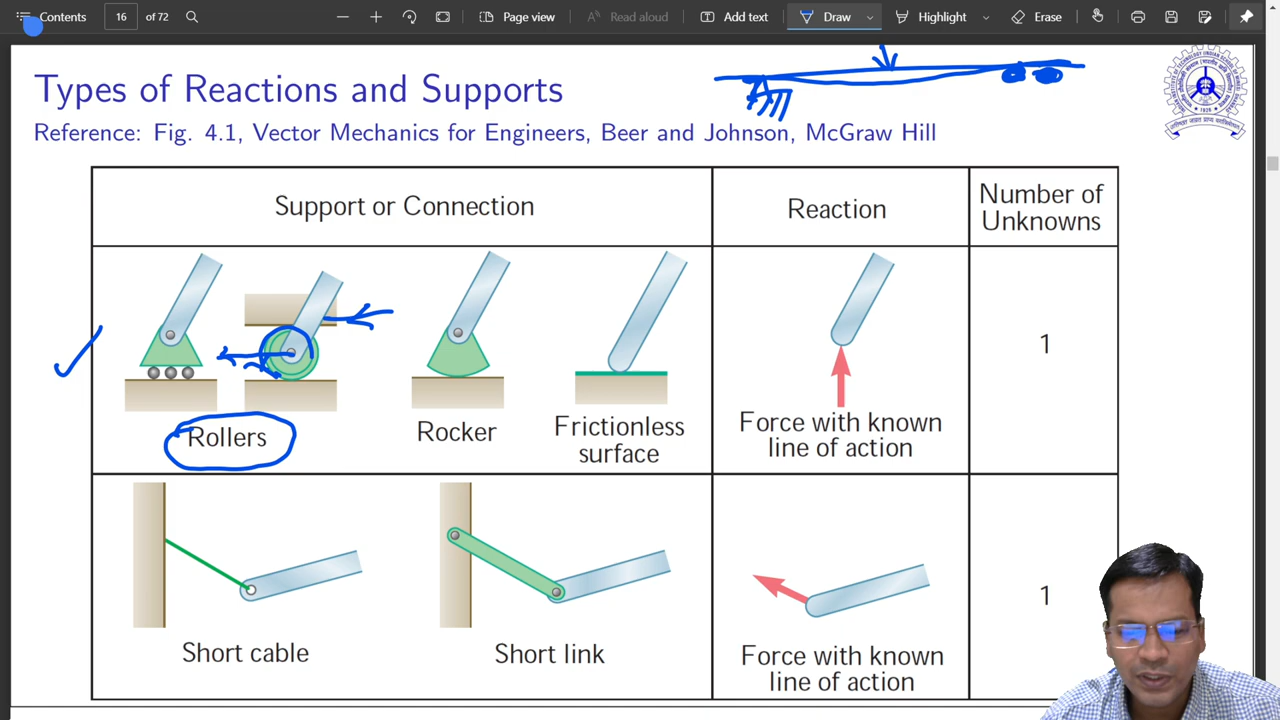 Contents
16
of 72
Page view
Read aloud
Add text
Draw
Highlight
Erase
Types of Reactions and Supports
Reference: Fig. 4.1, Vector Mechanics for Engineers, Beer and Johnson, McGraw Hill
Support or Connection
Reaction
Number of
Unknowns
Rollers
Rocker
Frictionless
surface
Force with known
line of action
1
Short cable
Short link
Force with known
line of action
1